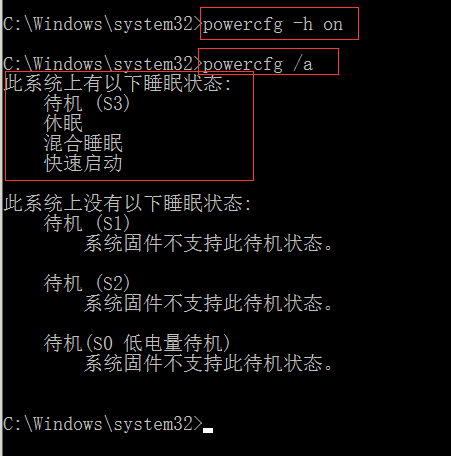 C:\Windows\system32>powercfg -h on
C:\Windows\system32>powercfg /a
此系统上有以下睡眠状态:
待机 (S3)
休眠
混合睡眠
快速启动
此系统上没有以下睡眠状态:
待机 (S1)
系统固件不支持此待机状态。
待机 (S2)
系统固件不支持此待机状态。
待机(S0 低电量待机)
系统固件不支持此待机状态。
C:\Windows\system32>